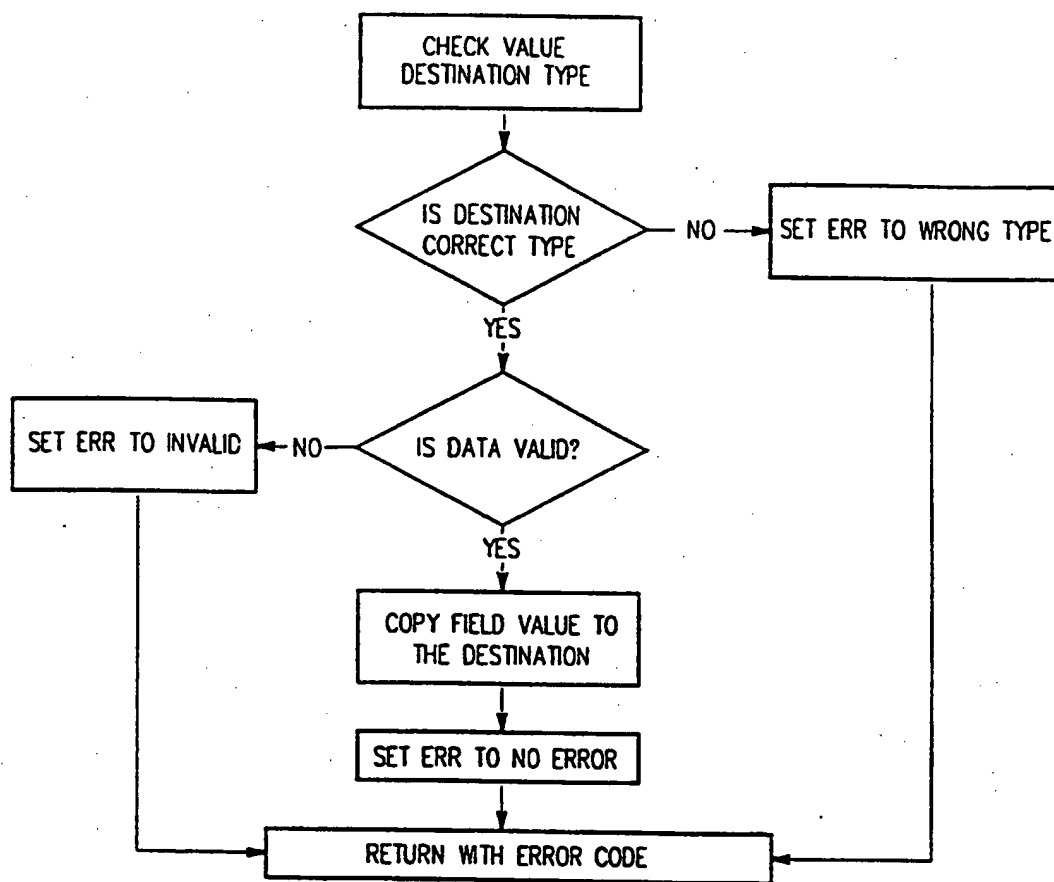 CHECK VALUE
DESTINATION TYPE
IS DESTINATION
CORRECT TYPE
NO
SET ERR TO WRONG TYPE
YES
SET ERR TO INVALID
NO
IS DATA VALID?
YES
COPY FIELD VALUE TO
THE DESTINATION
SET ERR TO NO ERROR
RETURN WITH ERROR CODE